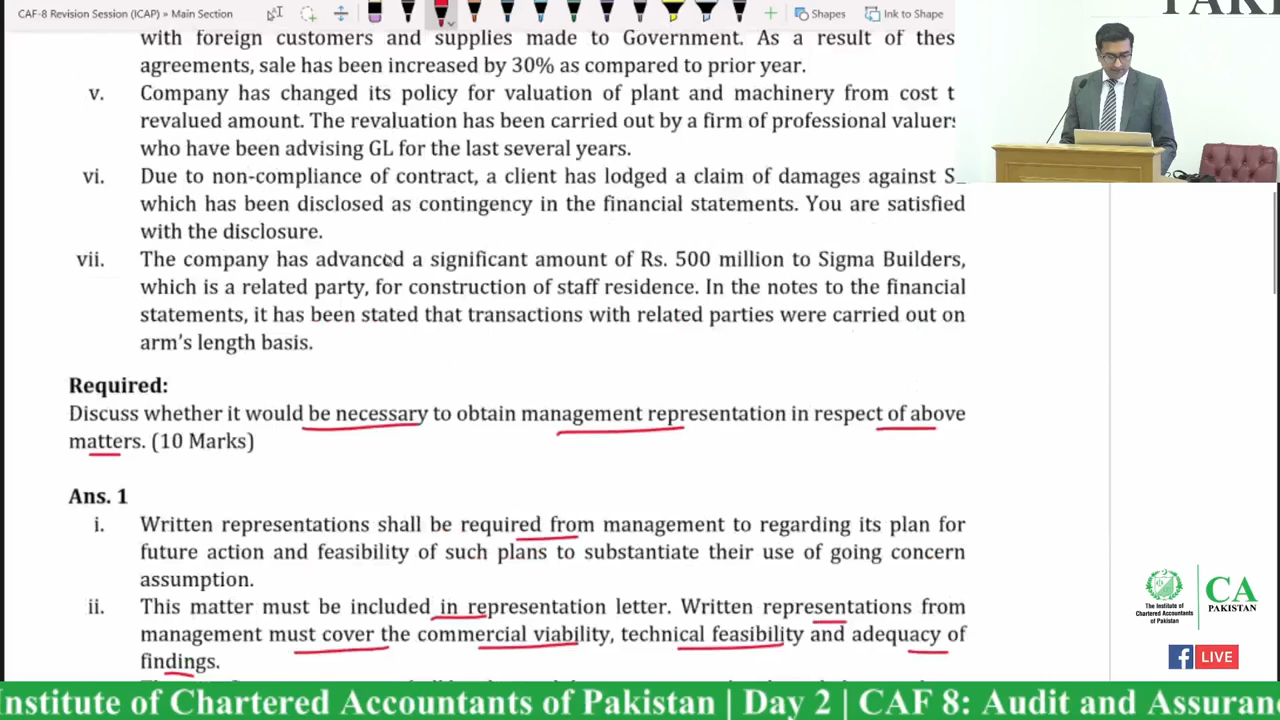 CAF-8 Revision Session (ICAP) » Main Section
Shapes
Ink to Shape
with foreign customers and supplies made to Government. As a result of thes
agreements, sale has been increased by 30% as compared to prior year.
v. Company has changed its policy for valuation of plant and machinery from cost t
revalued amount. The revaluation has been carried out by a firm of professional valuers
who have been advising GL for the last several years.
vi. Due to non-compliance of contract, a client has lodged a claim of damages against S
which has been disclosed as contingency in the financial statements. You are satisfied
with the disclosure.
vii. The company has advanced a significant amount of Rs. 500 million to Sigma Builders,
which is a related party, for construction of staff residence. In the notes to the financial
statements, it has been stated that transactions with related parties were carried out on
arm's length basis.
Required:
Discuss whether it would be necessary to obtain management representation in respect of above
matters. (10 Marks)
Ans. 1
i. Written representations shall be required from management to regarding its plan for
future action and feasibility of such plans to substantiate their use of going concern
assumption.
ii. This matter must be included in representation letter. Written representations from
management must cover the commercial viability, technical feasibility and adequacy of
findings.
The Institute of
Chartered Accountants
of Pakistan
CA
PAKISTAN
LIVE
Institute of Chartered Accountants of Pakistan | Day 2 | CAF 8: Audit and Assuran